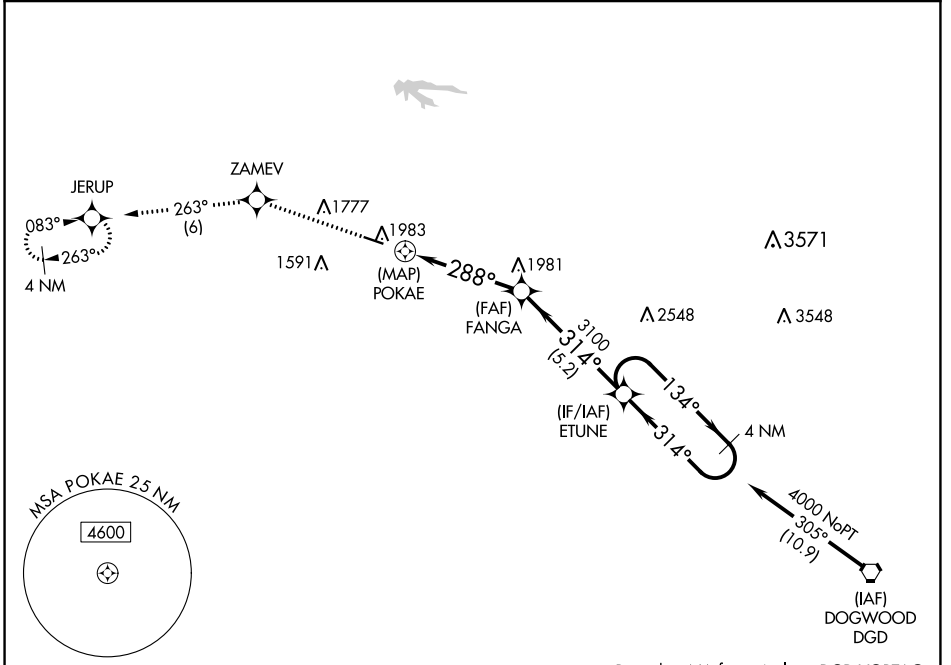 ZAMEV
JERUP
083°
263°
4 NM
263°
(6)
1777
1983
1591
(MAP)
POKAE
288°
1981
(FAF)
FANGA
3571
2548
3548
3100
314°
(5.2)
(IF/IAF)
ETUNE
134°
314°
4 NM
4000 NoPT
305°
(10.9)
(IAF)
DOGWOOD
DGD
MSA POKAE 25 NM
4600